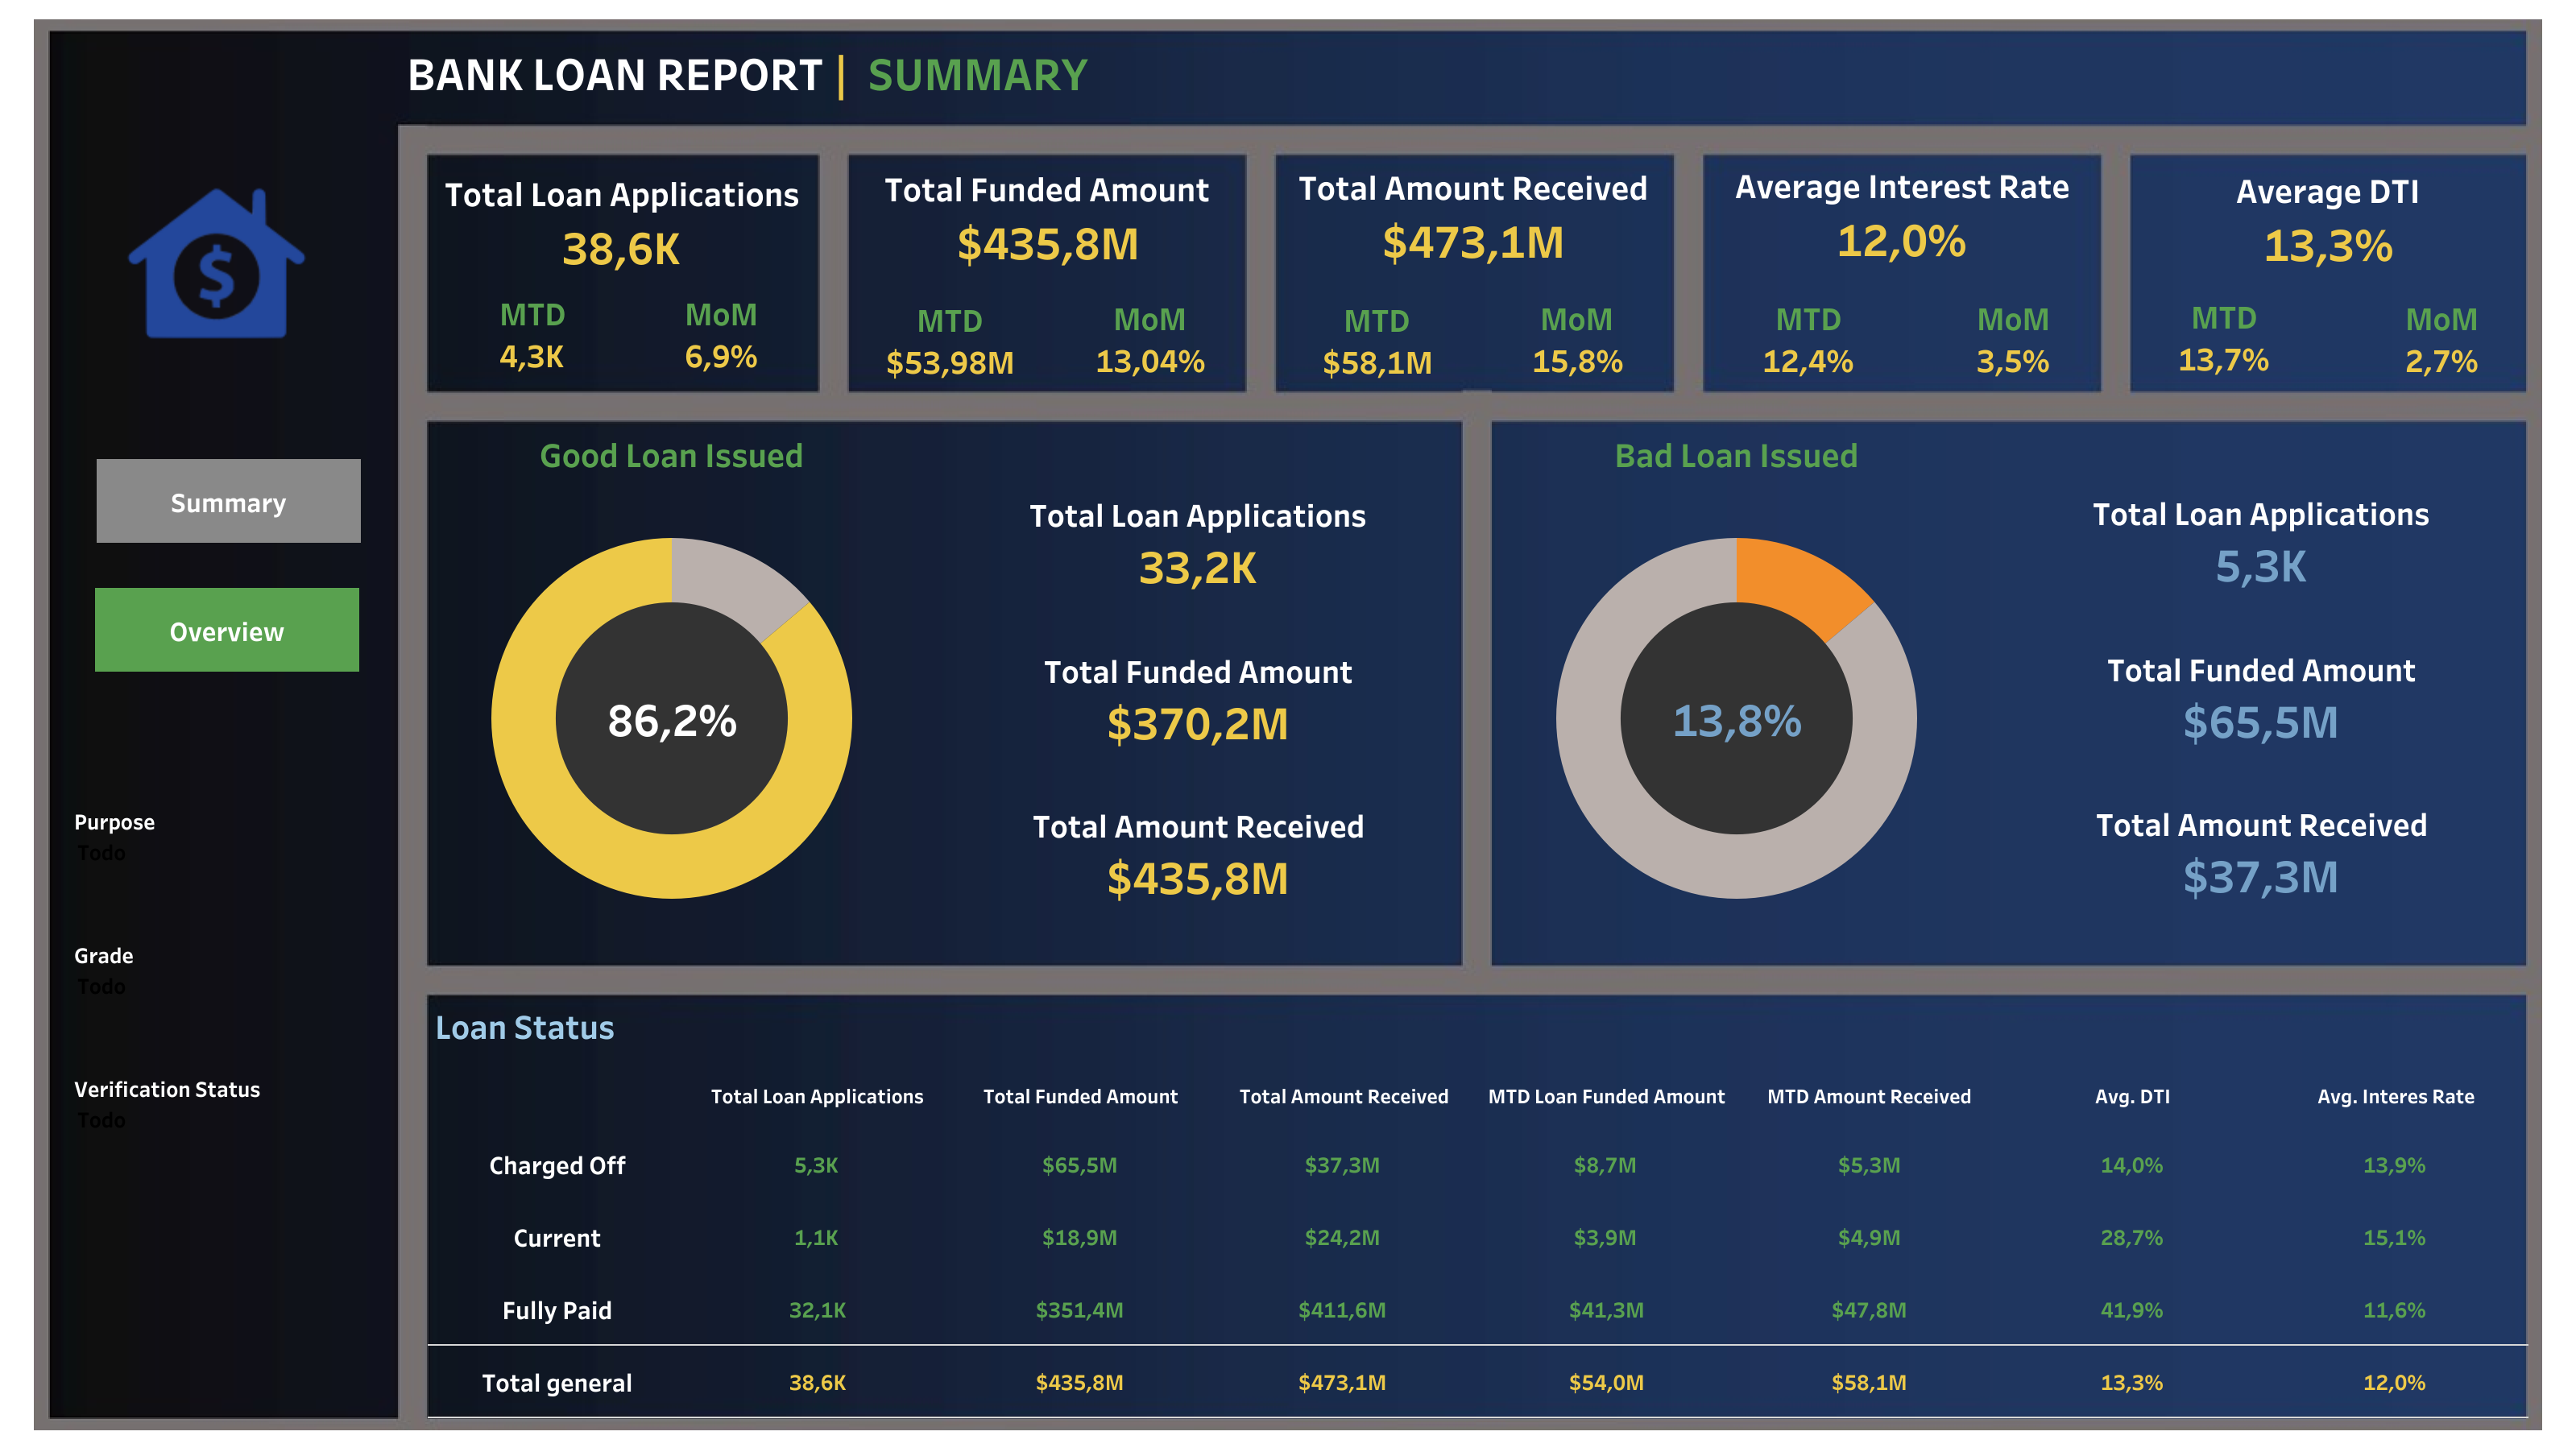 BANK LOAN REPORT | SUMMARY
Total Loan Applications
38,6K
MTD MoM
4,3K 6,9%
Total Funded Amount
$435,8M
MTD MoM
$53,98M 13,04%
Total Amount Received
$473,1M
MTD MoM
$58,1M 15,8%
Average Interest Rate
12,0%
MTD MoM
12,4% 3,5%
Average DTI
13,3%
MTD MoM
13,7% 2,7%
$
Summary
Overview
Purpose
Todo
Grade
Todo
Verification Status
Todo
Good Loan Issued
86,2%
Total Loan Applications
33,2K
Total Funded Amount
$370,2M
Total Amount Received
$435,8M
Bad Loan Issued
13,8%
Total Loan Applications
5,3K
Total Funded Amount
$65,5M
Total Amount Received
$37,3M
Loan Status
Total Loan Applications Total Funded Amount Total Amount Received MTD Loan Funded Amount MTD Amount Received Avg. DTI Avg. Interes Rate
Charged Off 5,3K $65,5M $37,3M $8,7M $5,3M 14,0% 13,9%
Current 1,1K $18,9M $24,2M $3,9M $4,9M 28,7% 15,1%
Fully Paid 32,1K $351,4M $411,6M $41,3M $47,8M 41,9% 11,6%
Total general 38,6K $435,8M $473,1M $54,0M $58,1M 13,3% 12,0%